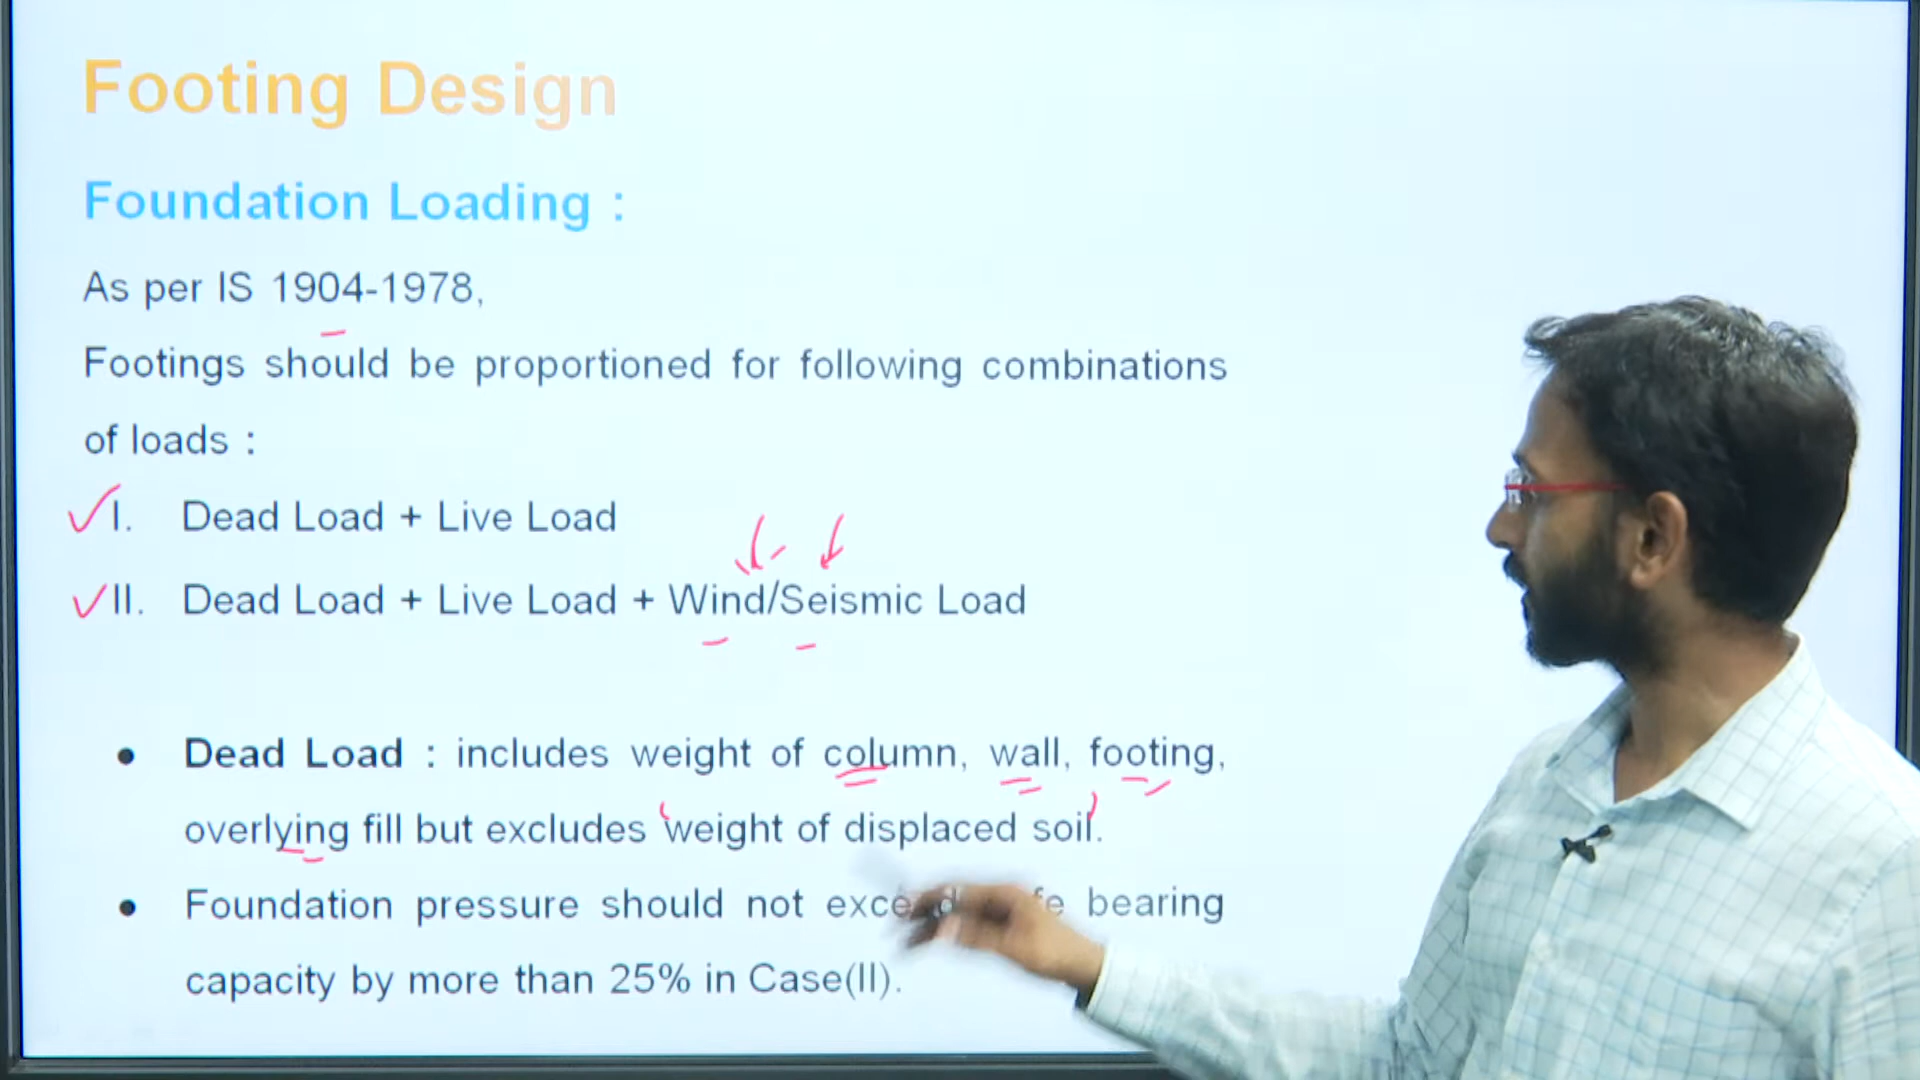 Footing Design
Foundation Loading :
As per IS 1904-1978,
Footings should be proportioned for following combinations
of loads :
I. Dead Load + Live Load
II. Dead Load + Live Load + Wind/Seismic Load
● Dead Load : includes weight of column, wall, footing,
overlying fill but excludes weight of displaced soil.
● Foundation pressure should not bearing
capacity by more than 25% in Case(II).